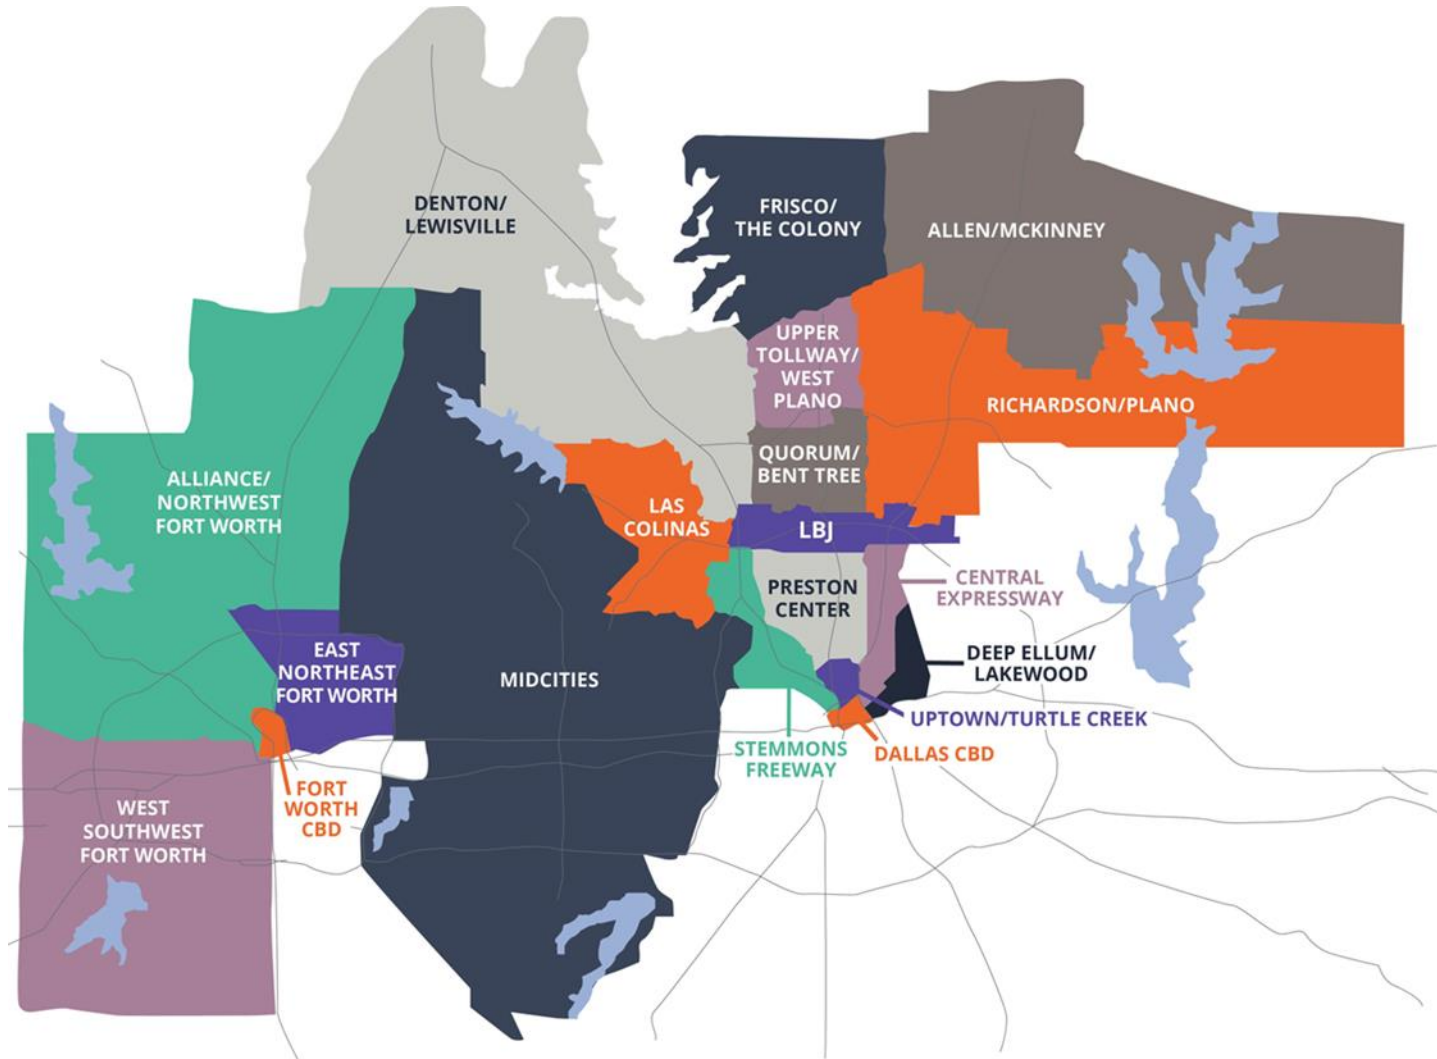 DENTON/
LEWISVILLE
FRISCO/
THE COLONY
ALLEN/MCKINNEY
UPPER
TOLLWAY/
WEST
PLANO
RICHARDSON/PLANO
QUORUM/
BENT TREE
ALLIANCE/
NORTHWEST
FORT WORTH
LAS
COLINAS
LBJ
PRESTON
CENTER
CENTRAL
EXPRESSWAY
EAST
NORTHEAST
FORT WORTH
MIDCITIES
DEEP ELLUM/
LAKEWOOD
UPTOWN/TURTLE CREEK
STEMMONS
FREEWAY
DALLAS CBD
FORT
WORTH
CBD
WEST
SOUTHWEST
FORT WORTH